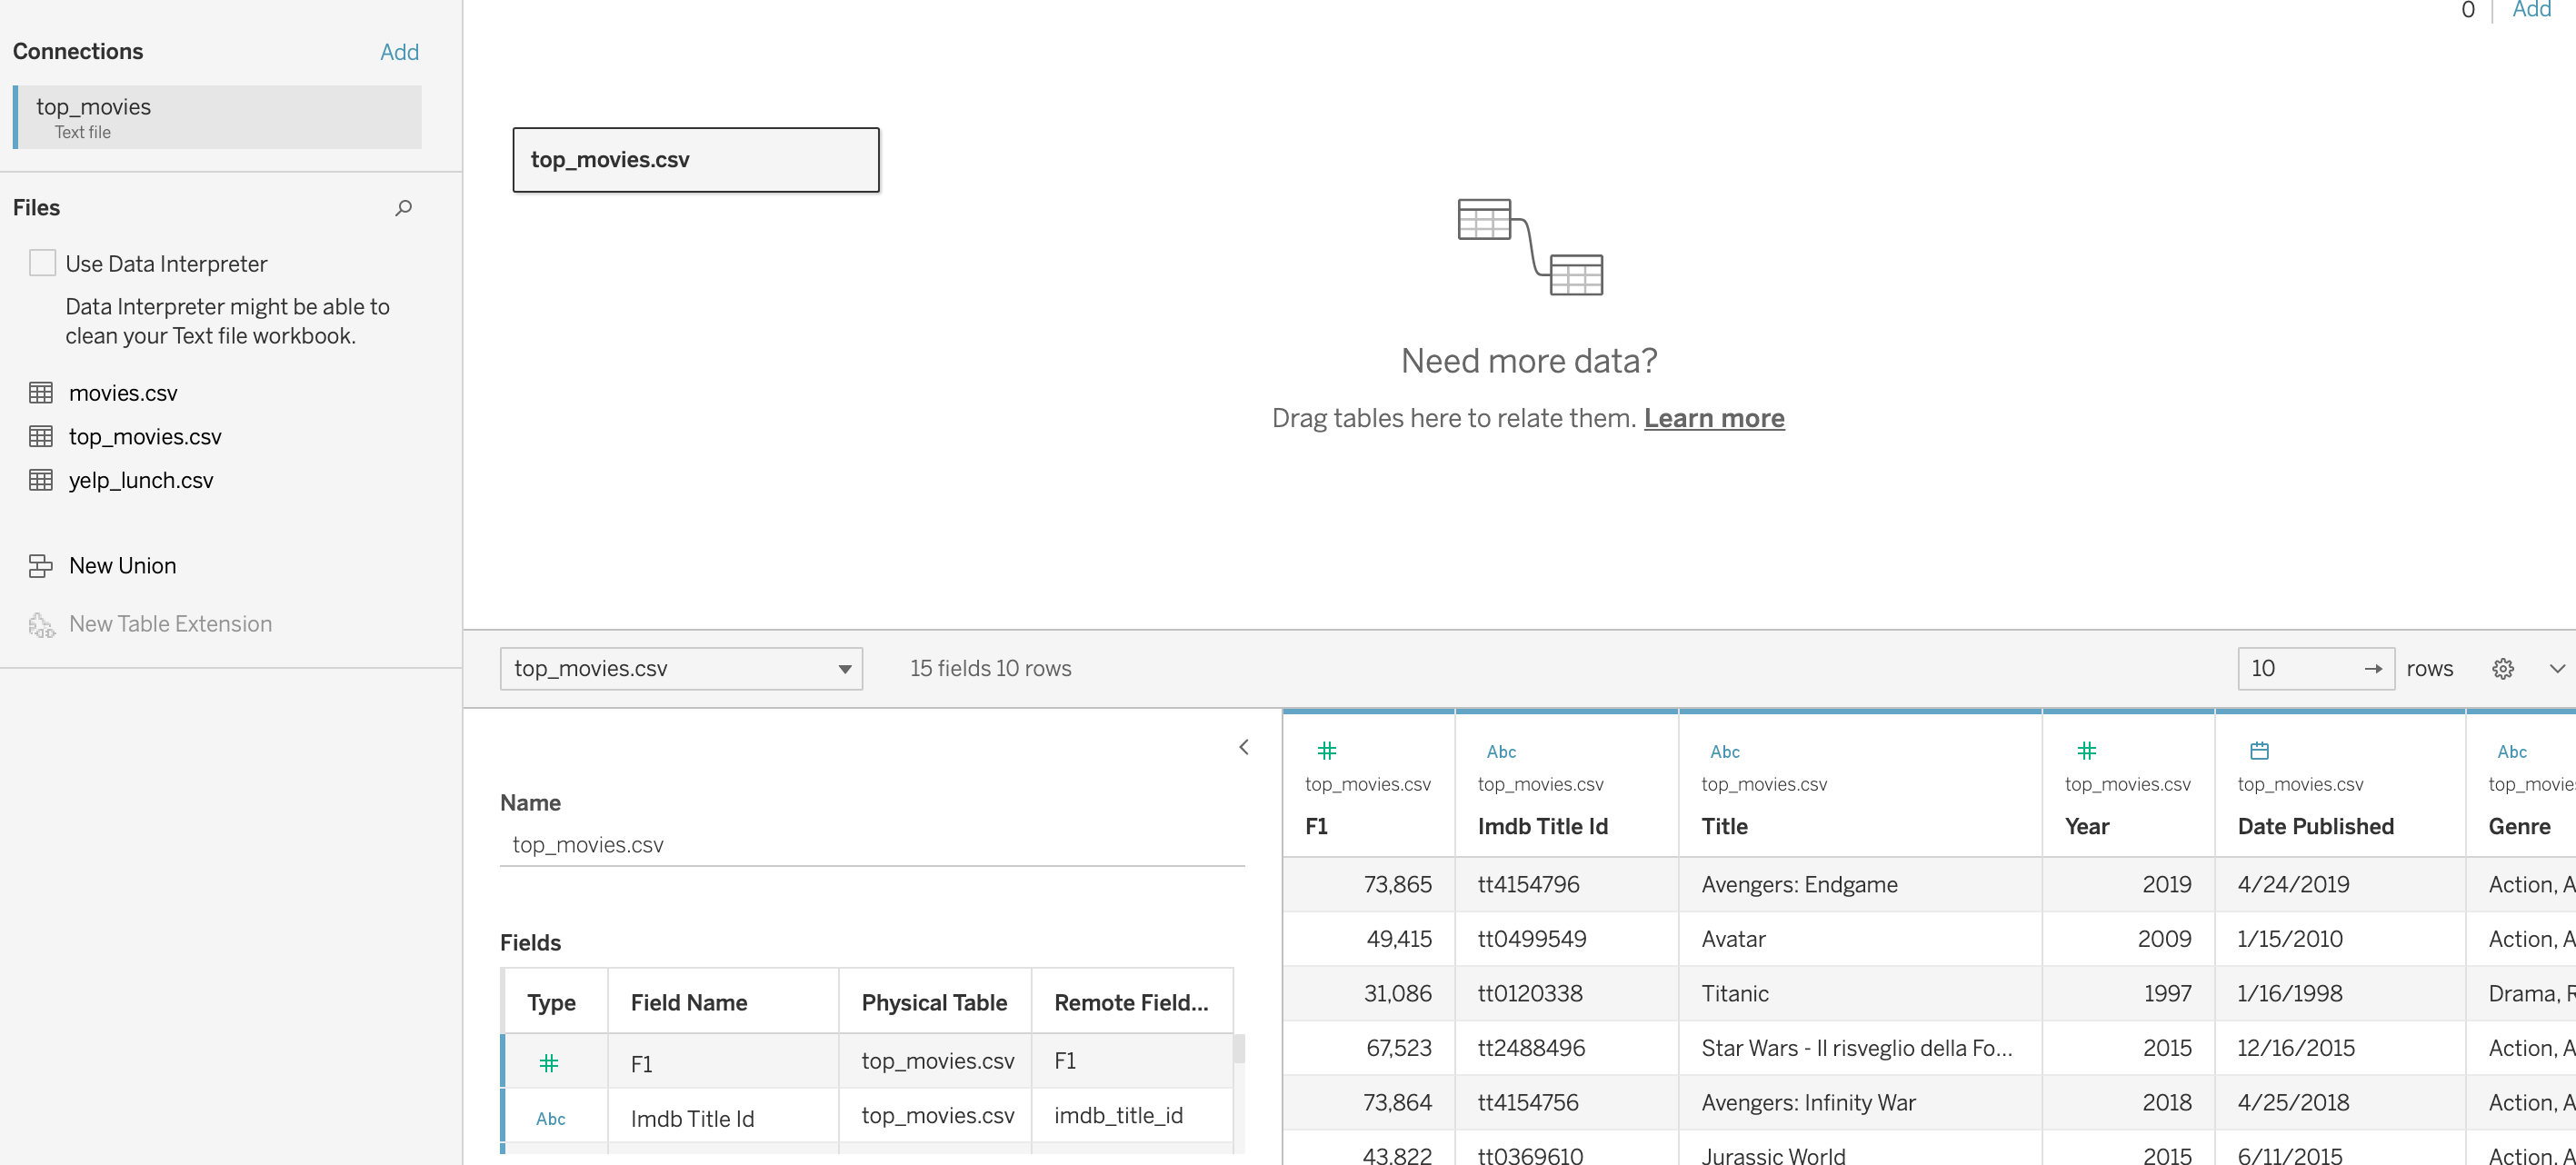 0 Add
Connections Add
top_movies
Text file
Files
Use Data Interpreter
Data Interpreter might be able to
clean your Text file workbook.
movies.csv
top_movies.csv
yelp_lunch.csv
New Union
New Table Extension
top_movies.csv
Need more data?
Drag tables here to relate them. Learn more
top_movies.csv 15 fields 10 rows 10 rows
Name
top_movies.csv
Fields
Type Field Name Physical Table Remote Field...
# F1 top_movies.csv F1
Abc Imdb Title Id top_movies.csv imdb_title_id
# Abc Abc # Abc
top_movies.csv top_movies.csv top_movies.csv top_movies.csv top_movies.csv top_movie
F1 Imdb Title Id Title Year Date Published Genre
73,865 tt4154796 Avengers: Endgame 2019 4/24/2019 Action, A
49,415 tt0499549 Avatar 2009 1/15/2010 Action, A
31,086 tt0120338 Titanic 1997 1/16/1998 Drama, R
67,523 tt2488496 Star Wars - Il risveglio della Fo... 2015 12/16/2015 Action, A
73,864 tt4154756 Avengers: Infinity War 2018 4/25/2018 Action, A
43,822 tt0369610 Jurassic World 2015 6/11/2015 Action, A